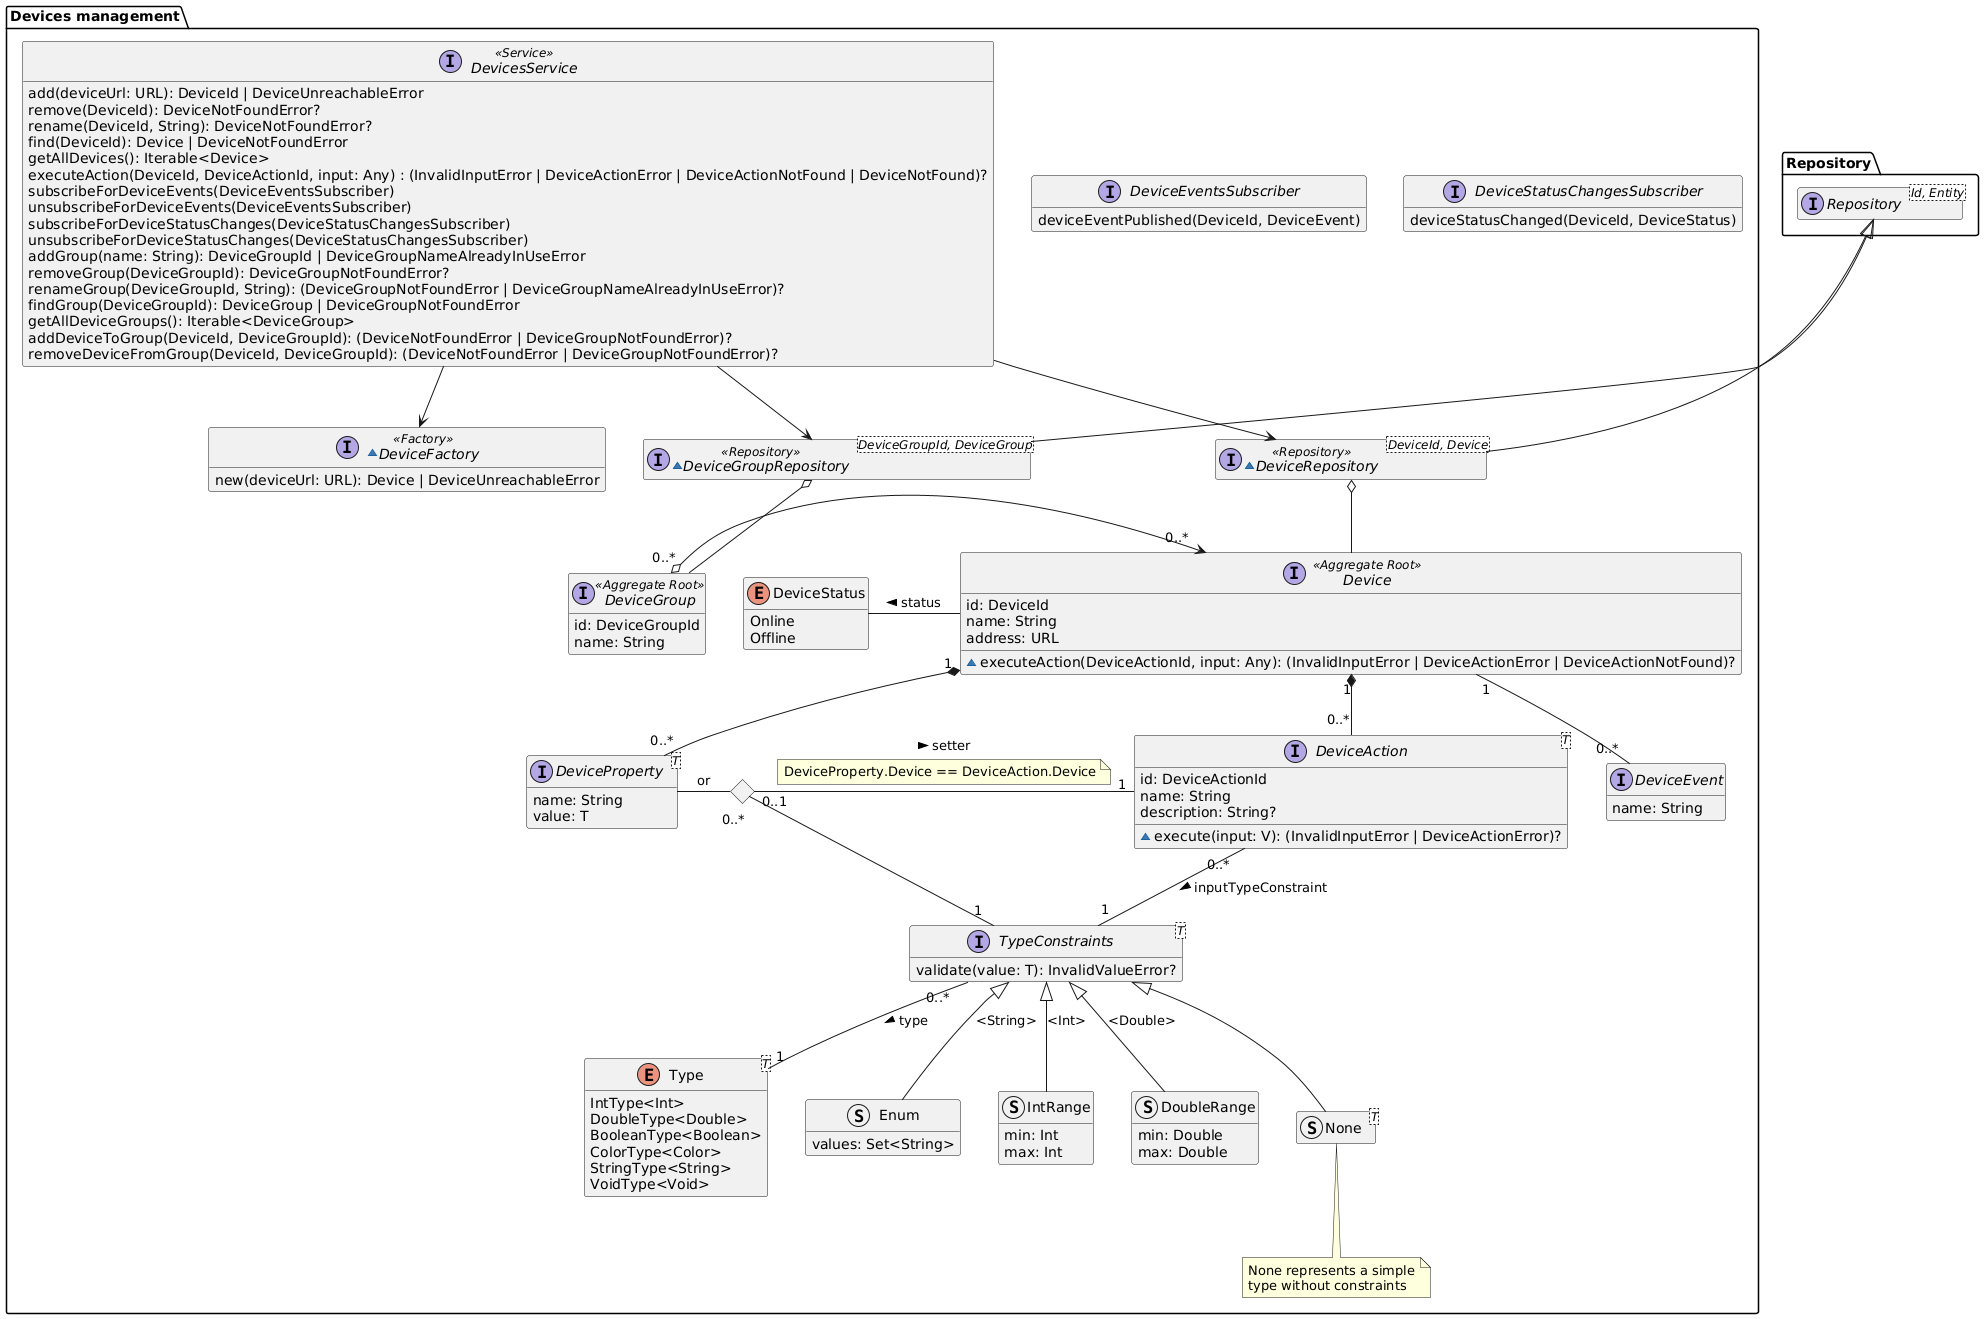 Devices management
«Service»
I DevicesService
add(deviceUrl: URL): DeviceId | DeviceUnreachableError
remove(DeviceId): DeviceNotFoundError?
rename(DeviceId, String): DeviceNotFoundError?
find(DeviceId): Device | DeviceNotFoundError
getAllDevices(): Iterable<Device>
executeAction(DeviceId, DeviceActionId, input: Any) : (InvalidInputError | DeviceActionError | DeviceActionNotFound | DeviceNotFound)?
subscribeForDeviceEvents(DeviceEventsSubscriber)
unsubscribeForDeviceEvents(DeviceEventsSubscriber)
subscribeForDeviceStatusChanges(DeviceStatusChangesSubscriber)
unsubscribeForDeviceStatusChanges(DeviceStatusChangesSubscriber)
addGroup(name: String): DeviceGroupId | DeviceGroupNameAlreadyInUseError
removeGroup(DeviceGroupId): DeviceGroupNotFoundError?
renameGroup(DeviceGroupId, String): (DeviceGroupNotFoundError | DeviceGroupNameAlreadyInUseError)?
findGroup(DeviceGroupId): DeviceGroup | DeviceGroupNotFoundError
getAllDeviceGroups(): Iterable<DeviceGroup>
addDeviceToGroup(DeviceId, DeviceGroupId): (DeviceNotFoundError | DeviceGroupNotFoundError)?
removeDeviceFromGroup(DeviceId, DeviceGroupId): (DeviceNotFoundError | DeviceGroupNotFoundError)?
I DeviceEventsSubscriber
deviceEventPublished(DeviceId, DeviceEvent)
I DeviceStatusChangesSubscriber
deviceStatusChanged(DeviceId, DeviceStatus)
Repository
I Repository
Id, Entity
«Factory»
I DeviceFactory
new(deviceUrl: URL): Device | DeviceUnreachableError
«Repository»
I DeviceGroupRepository
DeviceGroupId, DeviceGroup
«Repository»
I DeviceRepository
DeviceId, Device
0..*
0..*
«Aggregate Root»
I DeviceGroup
id: DeviceGroupId
name: String
E DeviceStatus
Online
Offline
status
«Aggregate Root»
I Device
id: DeviceId
name: String
address: URL
executeAction(DeviceActionId, input: Any): (InvalidInputError | DeviceActionError | DeviceActionNotFound)?
1
1
1
0..*
0..*
0..*
I DeviceProperty
T
name: String
value: T
or
setter
DeviceProperty.Device == DeviceAction.Device
0..1
1
0..*
I DeviceAction
T
id: DeviceActionId
name: String
description: String?
execute(input: V): (InvalidInputError | DeviceActionError)?
I DeviceEvent
name: String
0..*
inputTypeConstraint
1
1
I TypeConstraints
T
validate(value: T): InvalidValueError?
0..*
type
1
<String>
<Int>
<Double>
E Type
T
IntType<Int>
DoubleType<Double>
BooleanType<Boolean>
ColorType<Color>
StringType<String>
VoidType<Void>
S Enum
values: Set<String>
S IntRange
min: Int
max: Int
S DoubleRange
min: Double
max: Double
S None
T
None represents a simple
type without constraints